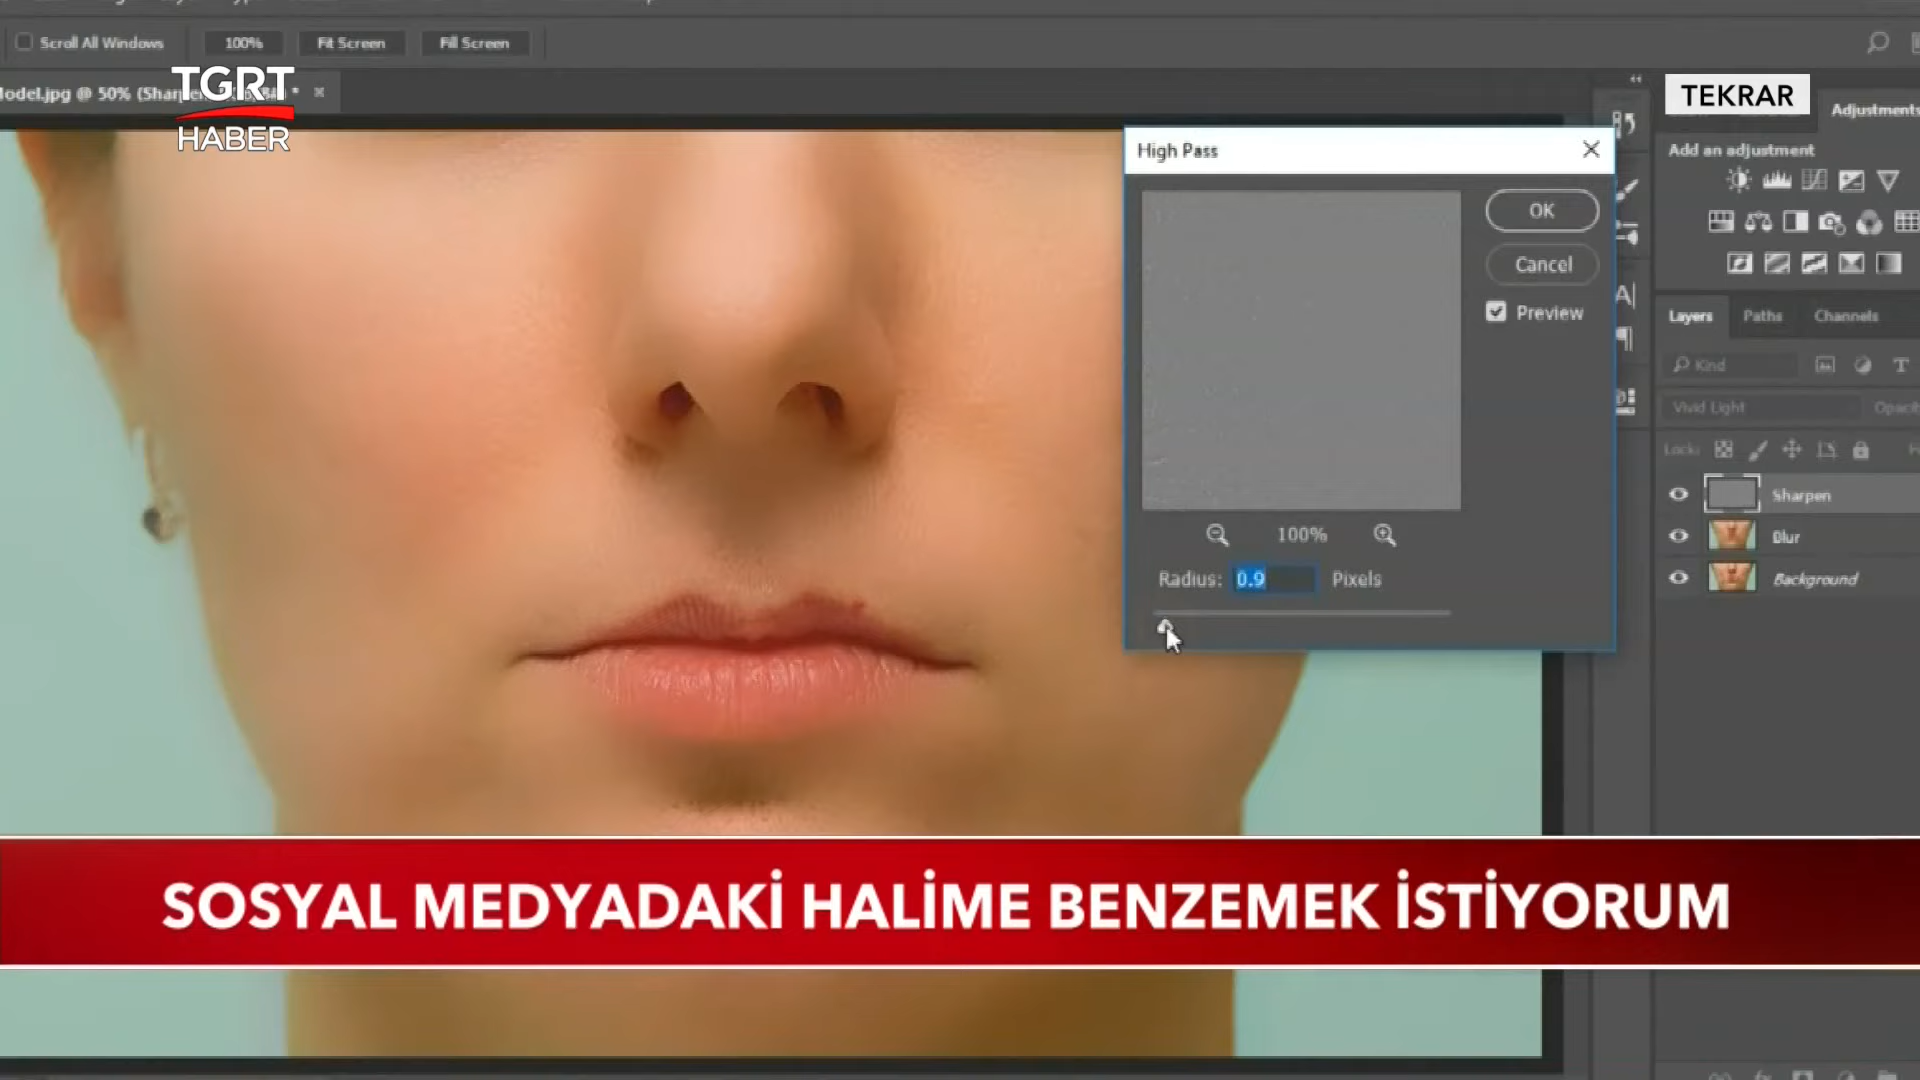 Scroll All Windows
100%
Fit Screen
Fill Screen
TGRT
HABER
TEKRAR
Adjustments
Add an adjustment
High Pass
OK
Cancel
Preview
100%
Radius: 0.9 Pixels
Layers
Paths
Channels
Kind
Vivid Light
Opacity
Lock:
Sharpen
Blur
Background
SOSYAL MEDYADAKİ HALİME BENZEMEK İSTİYORUM